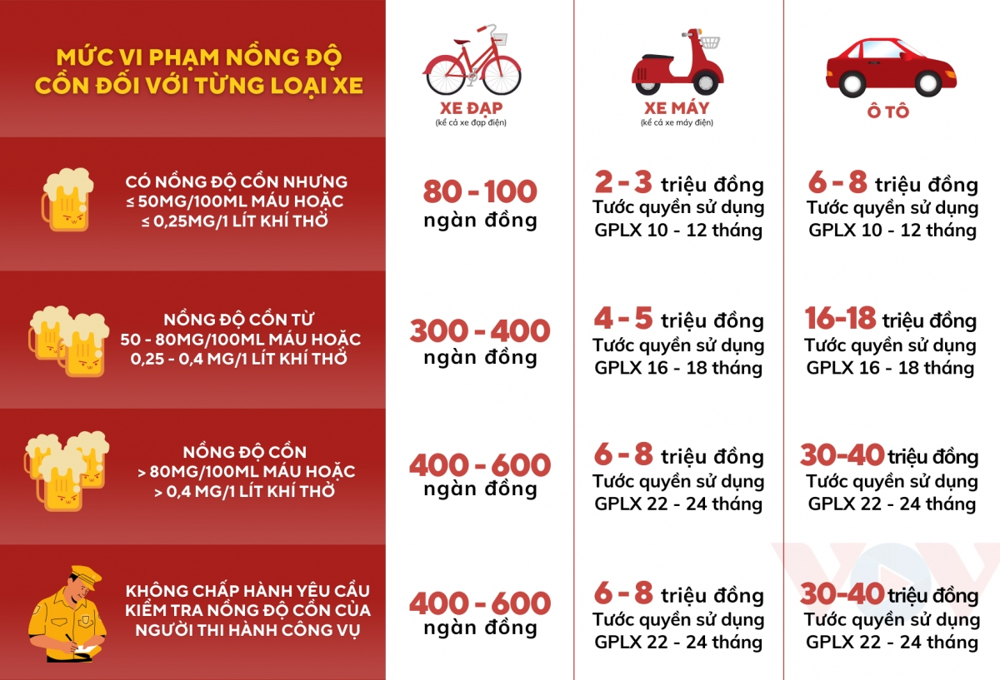 MỨC VI PHẠM NỒNG ĐỘ
CỒN ĐỐI VỚI TỪNG LOẠI XE
XE ĐẠP
(kể cả xe đạp điện)
XE MÁY
(kể cả xe máy điện)
Ô TÔ
CÓ NỒNG ĐỘ CỒN NHƯNG
≤ 50MG/100ML MÁU HOẶC
≤ 0,25MG/1 LÍT KHÍ THỞ
80 - 100
ngàn đồng
2 - 3 triệu đồng
Tước quyền sử dụng
GPLX 10 - 12 tháng
6 - 8 triệu đồng
Tước quyền sử dụng
GPLX 10 - 12 tháng
NỒNG ĐỘ CỒN TỪ
50 - 80MG/100ML MÁU HOẶC
0,25 - 0,4 MG/1 LÍT KHÍ THỞ
300 - 400
ngàn đồng
4 - 5 triệu đồng
Tước quyền sử dụng
GPLX 16 - 18 tháng
16-18 triệu đồng
Tước quyền sử dụng
GPLX 16 - 18 tháng
NỒNG ĐỘ CỒN
> 80MG/100ML MÁU HOẶC
> 0,4 MG/1 LÍT KHÍ THỞ
400 - 600
ngàn đồng
6 - 8 triệu đồng
Tước quyền sử dụng
GPLX 22 - 24 tháng
30-40 triệu đồng
Tước quyền sử dụng
GPLX 22 - 24 tháng
KHÔNG CHẤP HÀNH YÊU CẦU
KIỂM TRA NỒNG ĐỘ CỒN CỦA
NGƯỜI THI HÀNH CÔNG VỤ
400 - 600
ngàn đồng
6 - 8 triệu đồng
Tước quyền sử dụng
GPLX 22 - 24 tháng
30-40 triệu đồng
Tước quyền sử dụng
GPLX 22 - 24 tháng
VOV